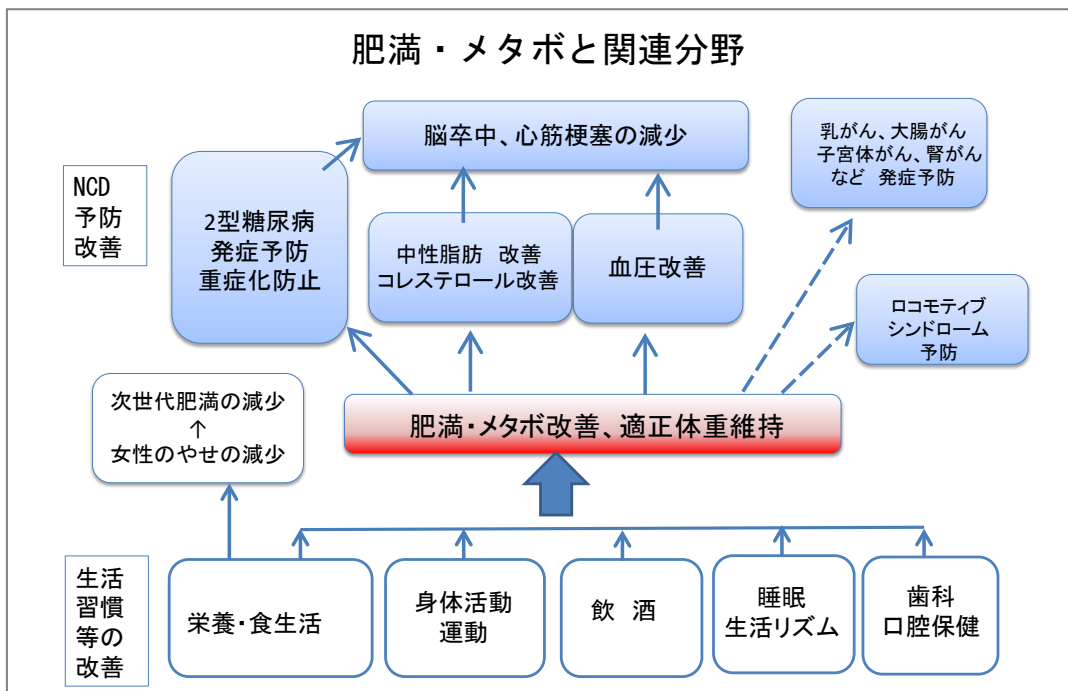 肥満・メタボと関連分野
脳卒中、心筋梗塞の減少
乳がん、大腸がん
子宮体がん、腎がん
など 発症予防
NCD
予防
改善
2型糖尿病
発症予防
重症化防止
中性脂肪 改善
コレステロール改善
血圧改善
ロコモティブ
シンドローム
予防
次世代肥満の減少
↑
女性のやせの減少
肥満・メタボ改善、適正体重維持
生活
習慣
等の
改善
栄養・食生活
身体活動
運動
飲 酒
睡眠
生活リズム
歯科
口腔保健